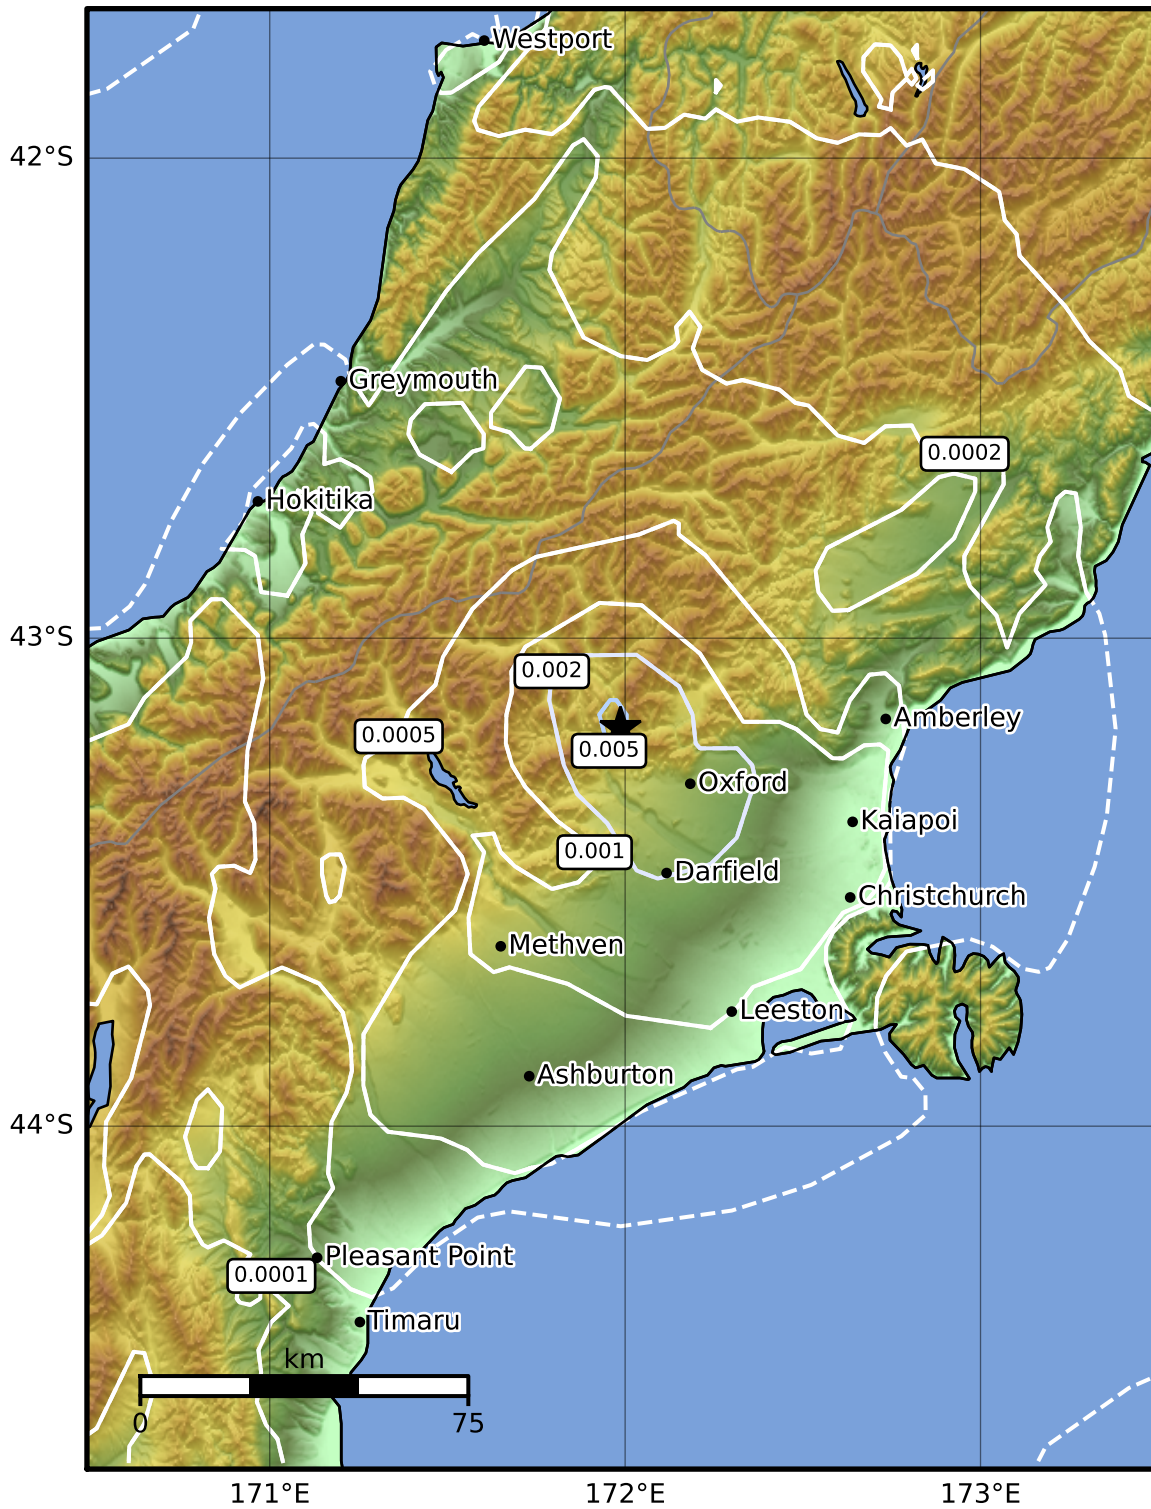 Westport
42°S
Greymouth
0.0002
Hokitika
43°S
0.002
Amberley
0.0005
0.005
Oxford
Kaiapoi
0.001
Darfield
Christchurch
Methven
Leeston
Ashburton
44°S
Pleasant Point
0.0001
Timaru
km
0 75
171°E 172°E 173°E